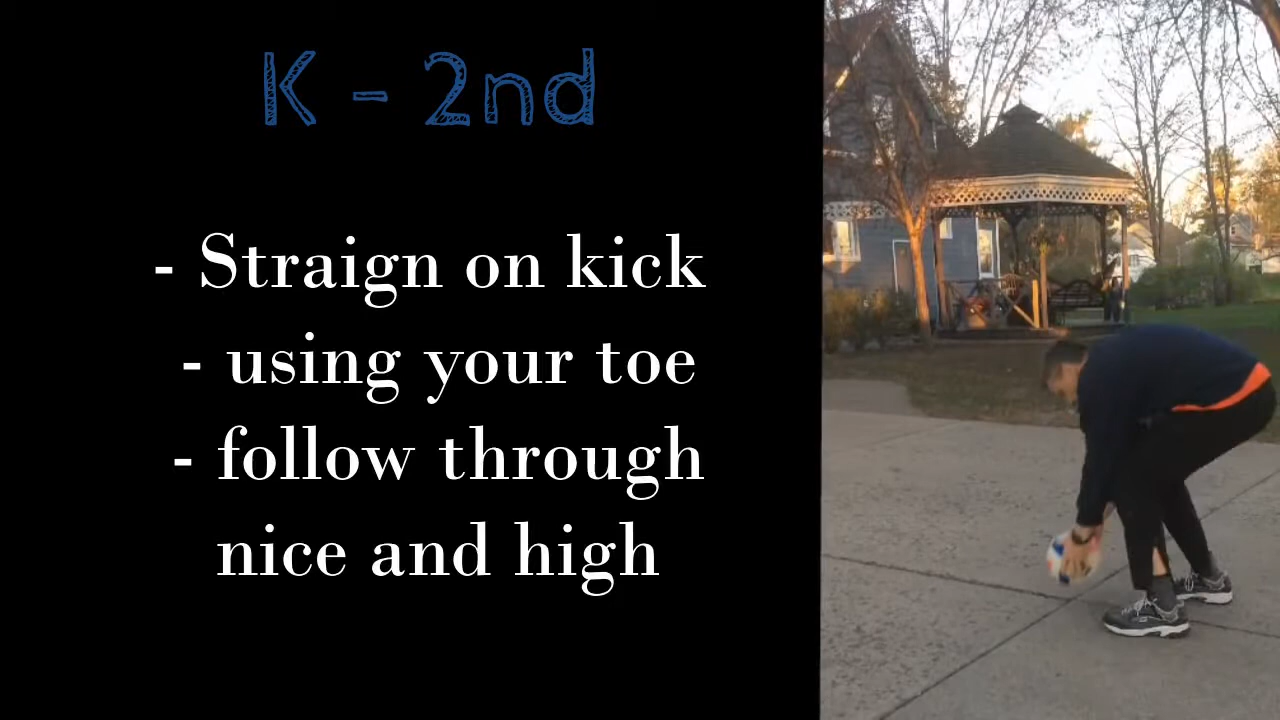 K - 2nd
- Straign on kick
- using your toe
- follow through
nice and high